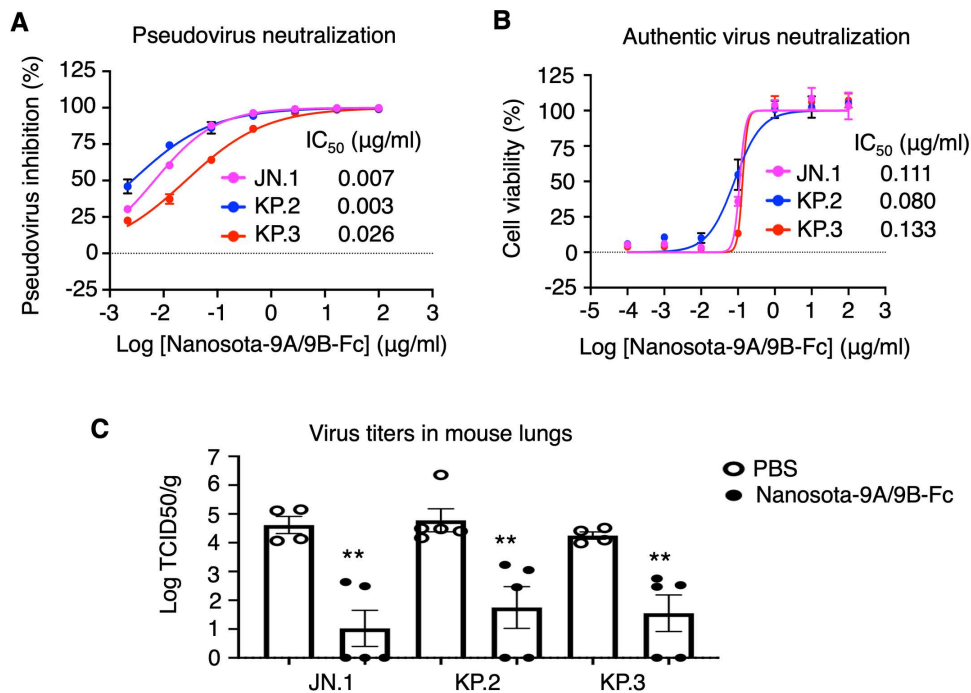 A
Pseudovirus neutralization
Pseudovirus inhibition (%)
125
100
75
50
25
0
-25
IC50 (µg/ml)
JN.1 0.007
KP.2 0.003
KP.3 0.026
-3 -2 -1 0 1 2 3
Log [Nanosota-9A/9B-Fc] (µg/ml)
B
Authentic virus neutralization
Cell viability (%)
125
100
75
50
25
0
-25
IC50 (µg/ml)
JN.1 0.111
KP.2 0.080
KP.3 0.133
-5 -4 -3 -2 -1 0 1 2 3
Log [Nanosota-9A/9B-Fc] (µg/ml)
C
Virus titers in mouse lungs
Log TCID50/g
7
6
5
4
3
2
1
0
** ** **
JN.1 KP.2 KP.3
PBS
Nanosota-9A/9B-Fc